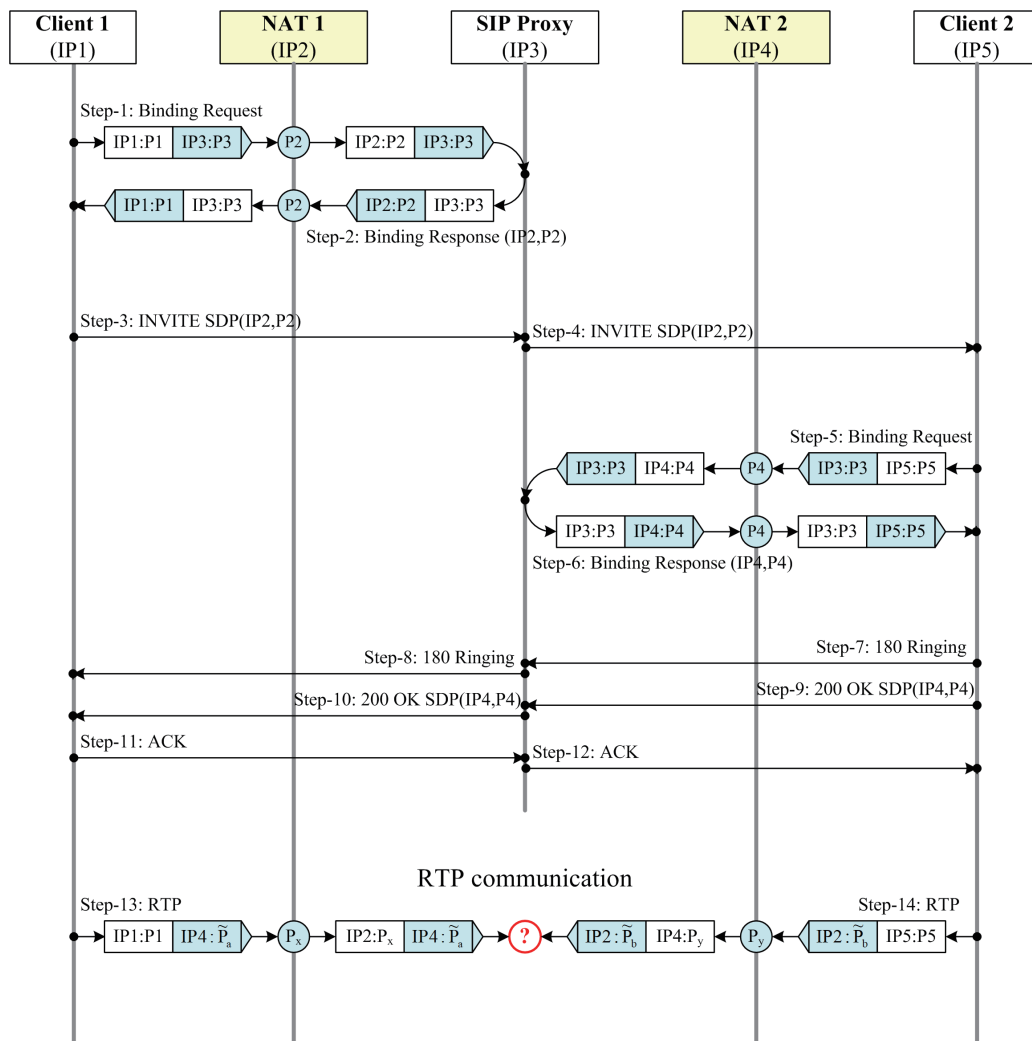 Client 1
(IP1)
NAT 1
(IP2)
SIP Proxy
(IP3)
NAT 2
(IP4)
Client 2
(IP5)
Step-1: Binding Request
IP1:P1 IP3:P3 P2 IP2:P2 IP3:P3
IP1:P1 IP3:P3 P2 IP2:P2 IP3:P3
Step-2: Binding Response (IP2,P2)
Step-3: INVITE SDP(IP2,P2)
Step-4: INVITE SDP(IP2,P2)
Step-5: Binding Request
IP3:P3 IP4:P4 P4 IP3:P3 IP5:P5
IP3:P3 IP4:P4 P4 IP3:P3 IP5:P5
Step-6: Binding Response (IP4,P4)
Step-7: 180 Ringing
Step-8: 180 Ringing
Step-9: 200 OK SDP(IP4,P4)
Step-10: 200 OK SDP(IP4,P4)
Step-11: ACK
Step-12: ACK
RTP communication
Step-13: RTP
Step-14: RTP
IP1:P1 IP4:P̃ₐ Pₓ IP2:Pₓ IP4:P̃ₐ ? IP2:P̃_b IP4:P_y P_y IP2:P̃_b IP5:P5